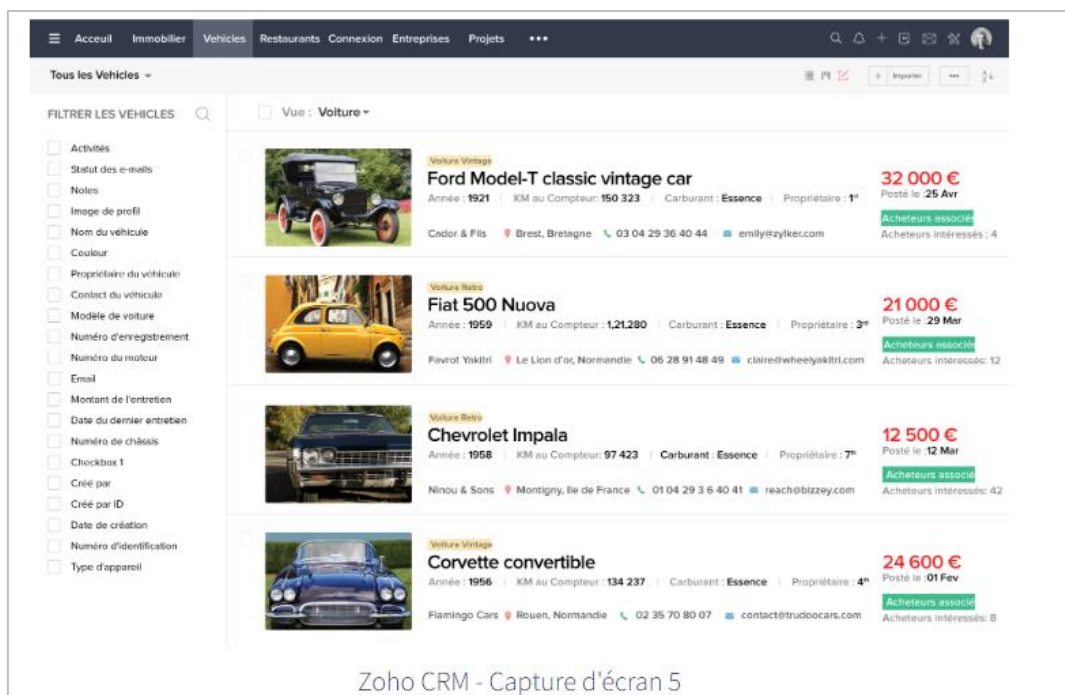 Acceuil Immobilier Vehicles Restaurants Connexion Entreprises Projets •••
Tous les Vehicles
+ Importer •••
FILTRER LES VEHICLES
Activités
Statut des e-mails
Notes
Image de profil
Nom du véhicule
Couleur
Propriétaire du véhicule
Contact du véhicule
Modèle de voiture
Numéro d'enregistrement
Numéro du moteur
Email
Montant de l'entretien
Date du dernier entretien
Numéro de châssis
Checkbox 1
Créé par
Créé par ID
Date de création
Numéro d'identification
Type d'appareil
Vue : Voiture
Voiture Vintage
Ford Model-T classic vintage car
Année : 1921 | KM au Compteur: 150 323 | Carburant : Essence | Propriétaire : 1st
Cador & Fils Brest, Bretagne 03 04 29 36 40 44 emily@zylker.com
32 000 €
Posté le :25 Avr
Acheteurs associés
Acheteurs intéressés : 4
Voiture Retro
Fiat 500 Nuova
Année : 1959 | KM au Compteur : 1,21,280 | Carburant : Essence | Propriétaire : 3rd
Favrot Yakitri Le Lion d'or, Normandie 06 28 91 48 49 claire@wheelyakitri.com
21 000 €
Posté le :29 Mar
Acheteurs associé
Acheteurs intéressés: 12
Voiture Retro
Chevrolet Impala
Année : 1958 | KM au Compteur: 97 423 | Carburant : Essence | Propriétaire : 7th
Ninou & Sons Montigny, Ile de France 01 04 29 3 6 40 41 reach@bizzey.com
12 500 €
Posté le :12 Mar
Acheteurs associé
Acheteurs intéressés: 42
Voiture Vintage
Corvette convertible
Année : 1956 | KM au Compteur : 134 237 | Carburant : Essence | Propriétaire : 4th
Flamingo Cars Rouen, Normandie 02 35 70 80 07 contact@trudoocars.com
24 600 €
Posté le :01 Fev
Acheteurs associé
Acheteurs intéressés: 8
Zoho CRM - Capture d'écran 5